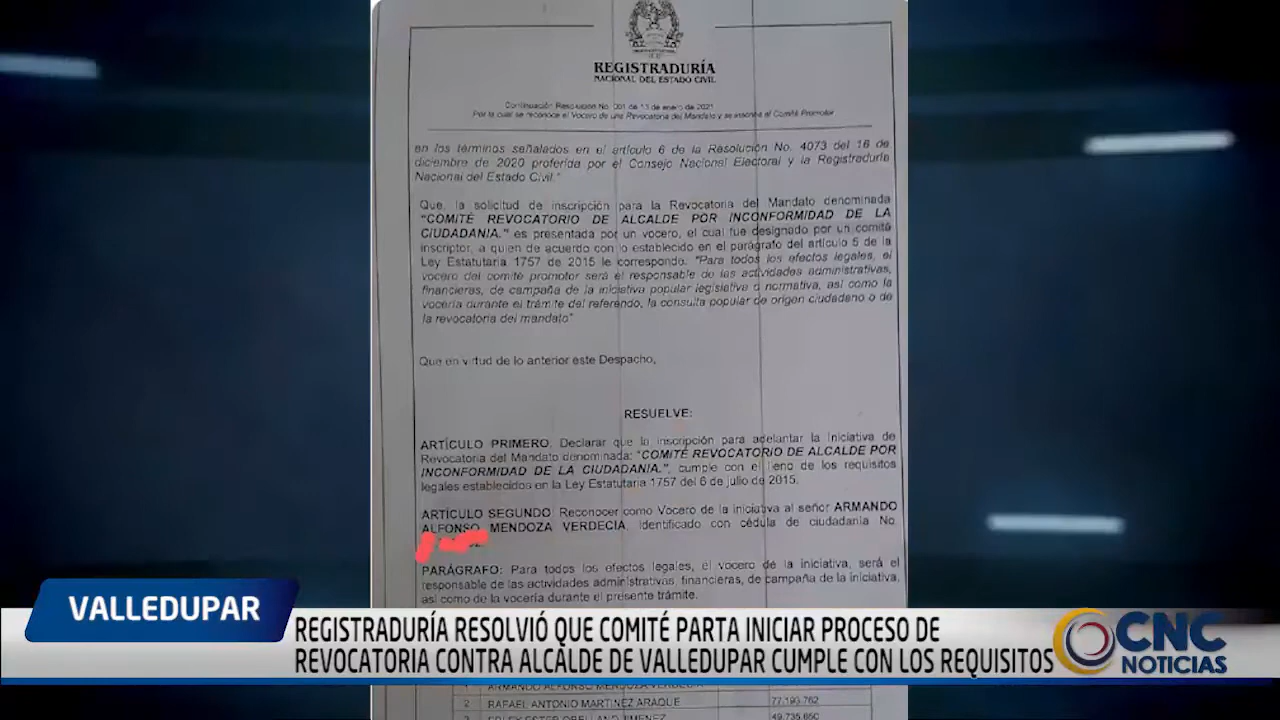 REGISTRADURÍA
NACIONAL DEL ESTADO CIVIL
Continuación Resolución No. 001 de 13 de enero de 2021
Por la cual se reconoce el Vocero de una Revocatoria del Mandato y se inscribe el Comité Promotor
en los términos señalados en el artículo 6 de la Resolución No. 4073 del 16 de
diciembre de 2020 proferida por el Consejo Nacional Electoral y la Registraduría
Nacional del Estado Civil."
Que, la solicitud de inscripción para la Revocatoria del Mandato denominada
"COMITÉ REVOCATORIO DE ALCALDE POR INCONFORMIDAD DE LA
CIUDADANIA." es presentada por un vocero, el cual fue designado por un comité
inscriptor, a quien de acuerdo con lo establecido en el parágrafo del artículo 5 de la
Ley Estatutaria 1757 de 2015 le corresponde: "Para todos los efectos legales, el
vocero del comité promotor será el responsable de las actividades administrativas,
financieras, de campaña de la iniciativa popular legislativa o normativa, así como la
vocería durante el trámite del referendo, la consulta popular de origen ciudadano o de
la revocatoria del mandato"
Que en virtud de lo anterior este Despacho,
RESUELVE:
ARTÍCULO PRIMERO: Declarar que la inscripción para adelantar la Iniciativa de
Revocatoria del Mandato denominada: "COMITÉ REVOCATORIO DE ALCALDE POR
INCONFORMIDAD DE LA CIUDADANIA.", cumple con el lleno de los requisitos
legales establecidos en la Ley Estatutaria 1757 del 6 de julio de 2015.
ARTÍCULO SEGUNDO: Reconocer como Vocero de la iniciativa al señor ARMANDO
ALFONSO MENDOZA VERDECIA, identificado con cédula de ciudadanía No.
PARÁGRAFO: Para todos los efectos legales, el vocero de la iniciativa, será el
responsable de las actividades administrativas, financieras, de campaña de la iniciativa,
así como de la vocería durante el presente trámite.
VALLEDUPAR
REGISTRADURÍA RESOLVIÓ QUE COMITÉ PARTA INICIAR PROCESO DE
REVOCATORIA CONTRA ALCALDE DE VALLEDUPAR CUMPLE CON LOS REQUISITOS
CNC
NOTICIAS
ARMANDO ALFONSO MENDOZA VERDECIA
2 RAFAEL ANTONIO MARTINEZ ARAQUE 77.193.762